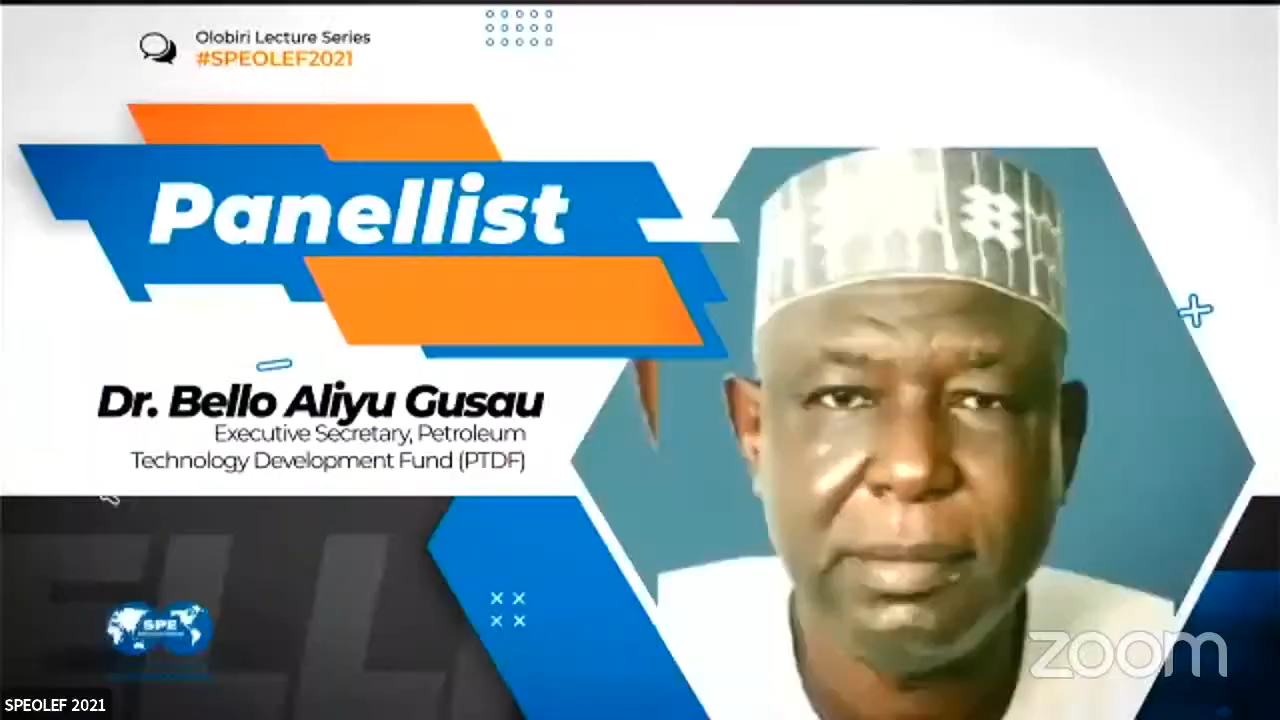 Olobiri Lecture Series
#SPEOLEF2021
Panellist
Dr. Bello Aliyu Gusau
Executive Secretary, Petroleum
Technology Development Fund (PTDF)
SPE
zoom
SPEOLEF 2021